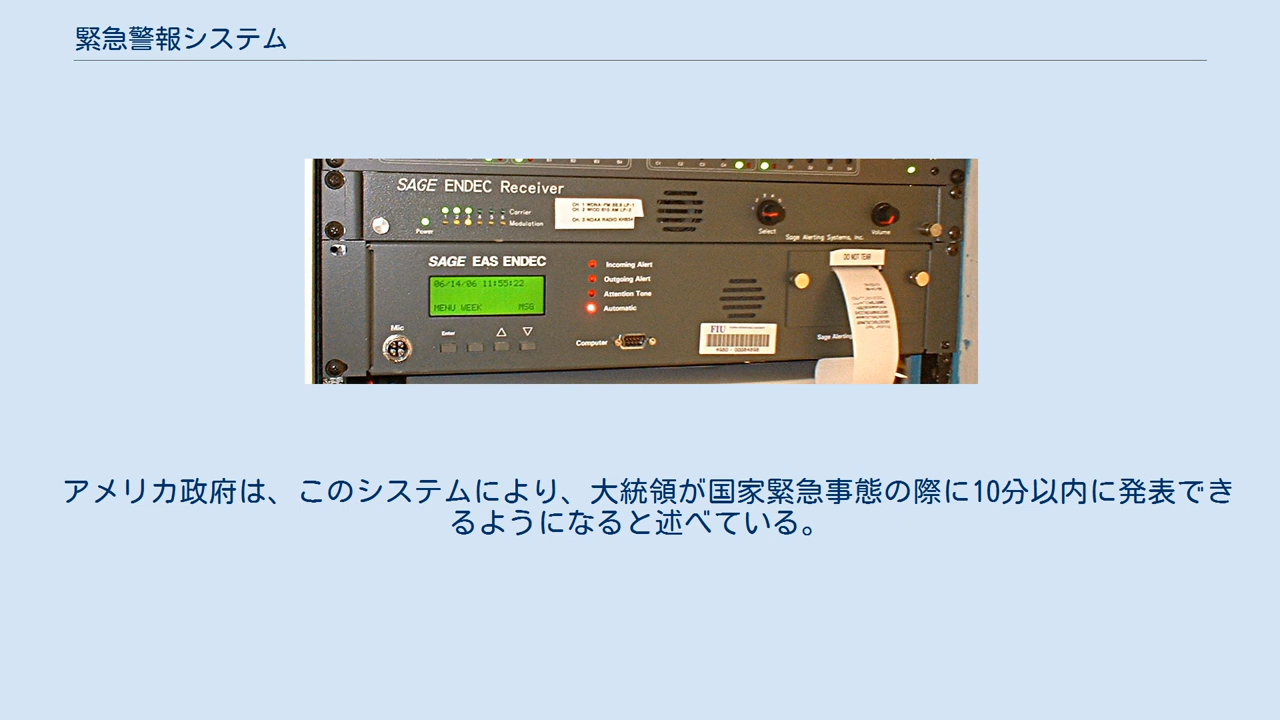 緊急警報システム
SAGE ENDEC Receiver
Carrier
Modulation
Power
Select
Volume
Sage Alerting Systems, Inc.
DO NOT TEAR
SAGE EAS ENDEC
Incoming Alert
Outgoing Alert
Attention Tone
Automatic
06/14/06 11:55:22
MENU WEEK MSG
Mic
Enter
Computer
FIU
Sage Alerting
アメリカ政府は、このシステムにより、大統領が国家緊急事態の際に10分以内に発表でき
るようになると述べている。